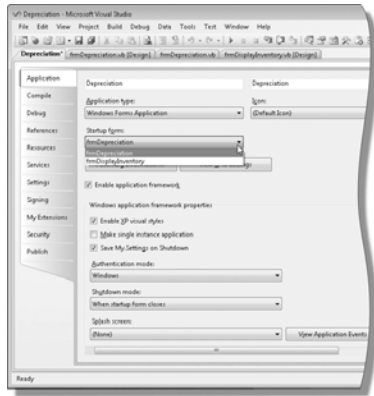 Depreciation - Microsoft Visual Studio
File Edit View Project Build Debug Data Tools Test Window Help
Depreciation* frmDepreciation.vb [Design] frmDepreciation.vb frmDisplayInventory.vb [Design]
Application
Compile
Debug
References
Resources
Services
Settings
Signing
My Extensions
Security
Publish
Depreciation Depreciation
Application type: Icon:
Windows Forms Application (Default Icon)
Startup form:
frmDepreciation
frmDepreciation
frmDisplayInventory
Enable application framework
Windows application framework properties
Enable XP visual styles
Make single instance application
Save My.Settings on Shutdown
Authentication mode:
Windows
Shutdown mode:
When startup form closes
Splash screen:
(None) View Application Events
Ready